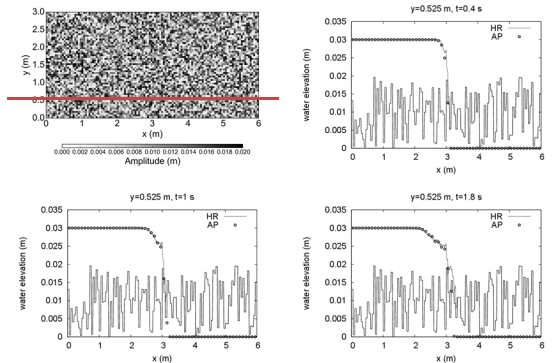 3.0
2.5
2.0
1.5
1.0
0.5
0.0
y (m)
0 1 2 3 4 5 6
x (m)
0.000 0.002 0.004 0.006 0.008 0.010 0.012 0.014 0.016 0.018 0.020
Amplitude (m)
y=0.525 m, t=0.4 s
HR
AP
0.035
0.03
0.025
0.02
0.015
0.01
0.005
0
water elevation (m)
0 1 2 3 4 5 6
x (m)
y=0.525 m, t=1 s
HR
AP
0.035
0.03
0.025
0.02
0.015
0.01
0.005
0
water elevation (m)
0 1 2 3 4 5 6
x (m)
y=0.525 m, t=1.8 s
HR
AP
0.035
0.03
0.025
0.02
0.015
0.01
0.005
0
water elevation (m)
0 1 2 3 4 5 6
x (m)